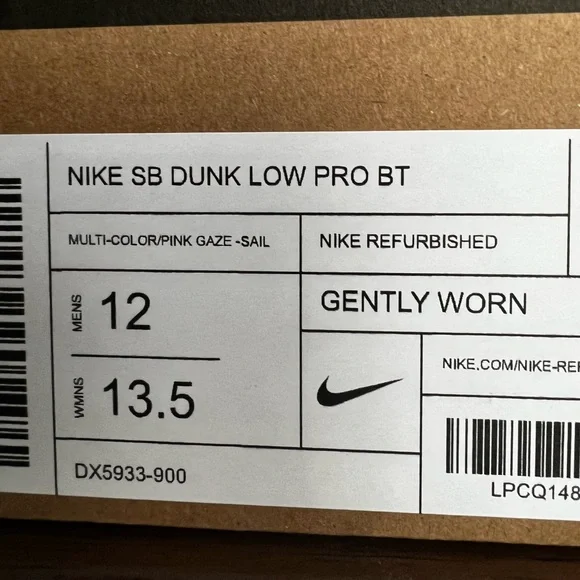 NIKE SB DUNK LOW PRO BT
MULTI-COLOR/PINK GAZE -SAIL
NIKE REFURBISHED
MENS 12
GENTLY WORN
WMNS 13.5
NIKE.COM/NIKE-REF
DX5933-900
LPCQ148